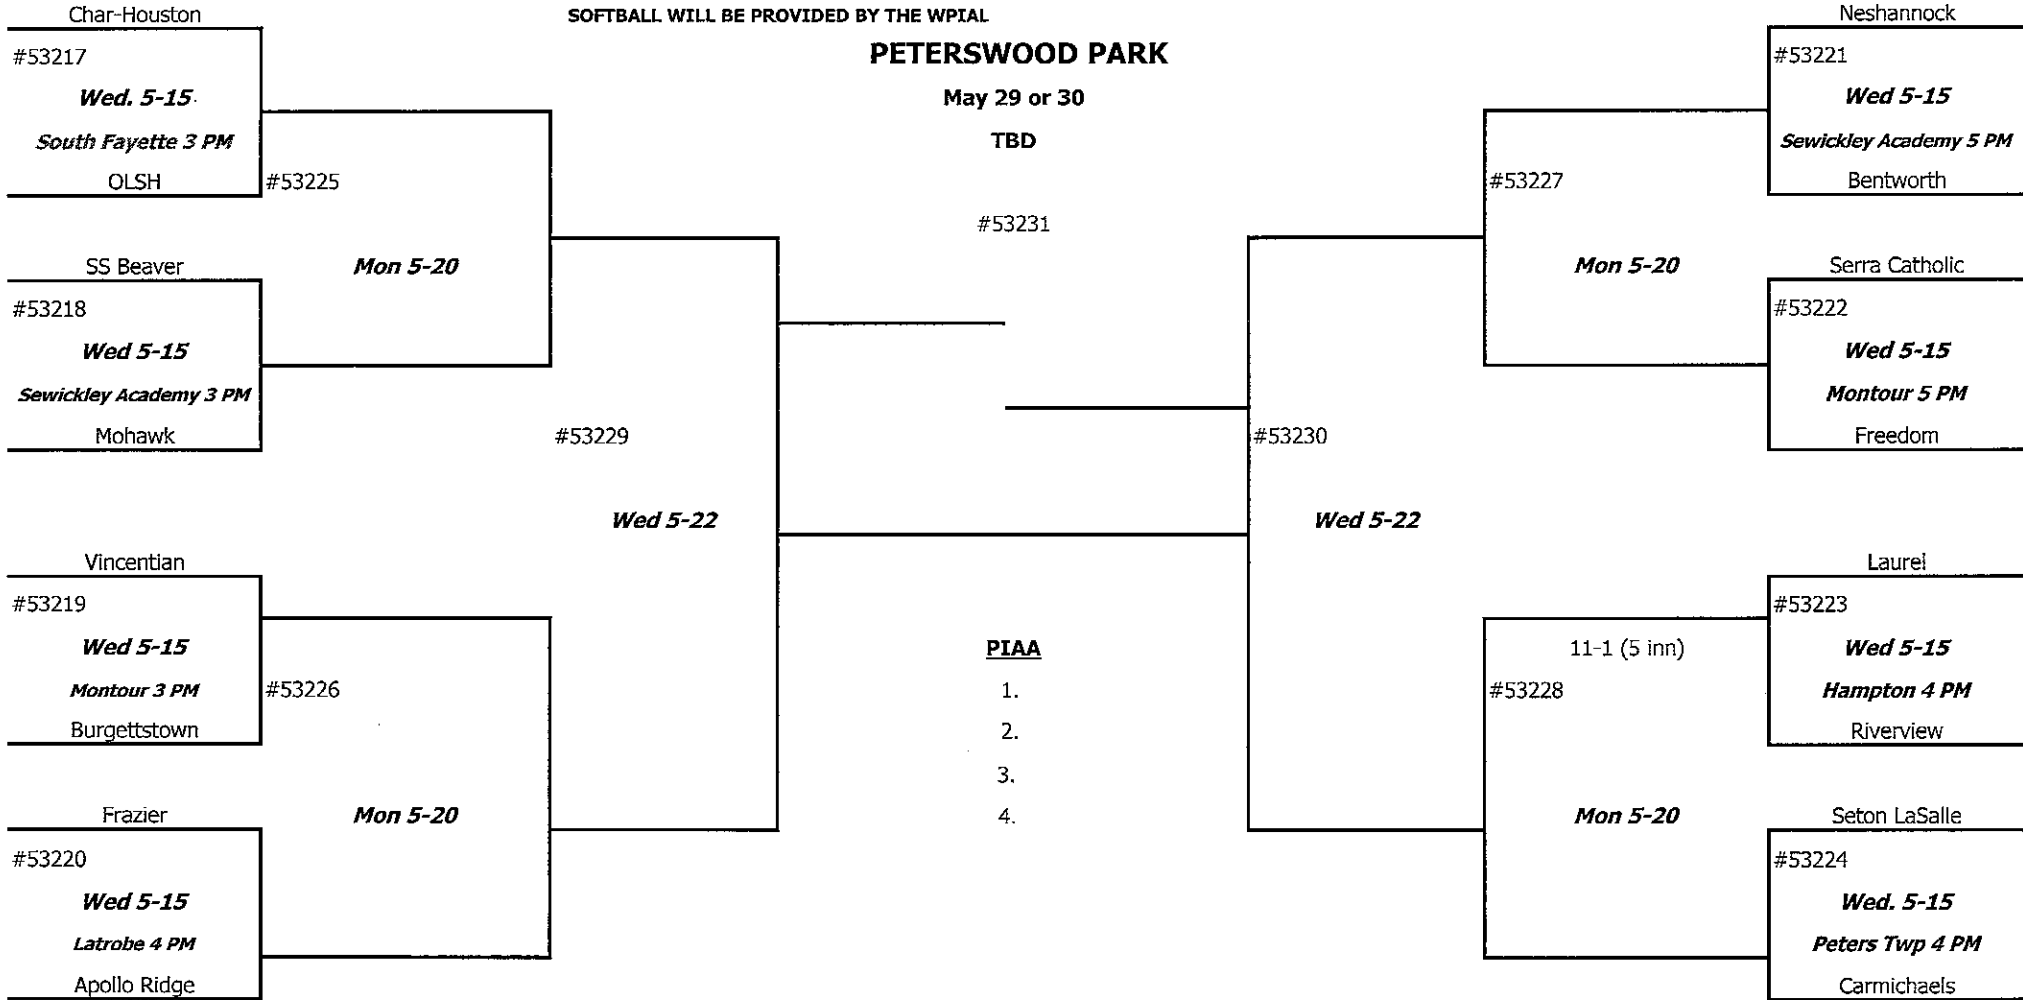 SOFTBALL WILL BE PROVIDED BY THE WPIAL
PETERSWOOD PARK
May 29 or 30
TBD
#53231
Char-Houston
#53217
Wed. 5-15
South Fayette 3 PM
OLSH
#53225
Mon 5-20
SS Beaver
#53218
Wed 5-15
Sewickley Academy 3 PM
Mohawk
#53229
Wed 5-22
Vincentian
#53219
Wed 5-15
Montour 3 PM
Burgettstown
#53226
Mon 5-20
Frazier
#53220
Wed 5-15
Latrobe 4 PM
Apollo Ridge
PIAA
1.
2.
3.
4.
Neshannock
#53221
Wed 5-15
Sewickley Academy 5 PM
Bentworth
#53227
Mon 5-20
Serra Catholic
#53222
Wed 5-15
Montour 5 PM
Freedom
#53230
Wed 5-22
Laurel
#53223
Wed 5-15
Hampton 4 PM
Riverview
11-1 (5 inn)
#53228
Mon 5-20
Seton LaSalle
#53224
Wed. 5-15
Peters Twp 4 PM
Carmichaels